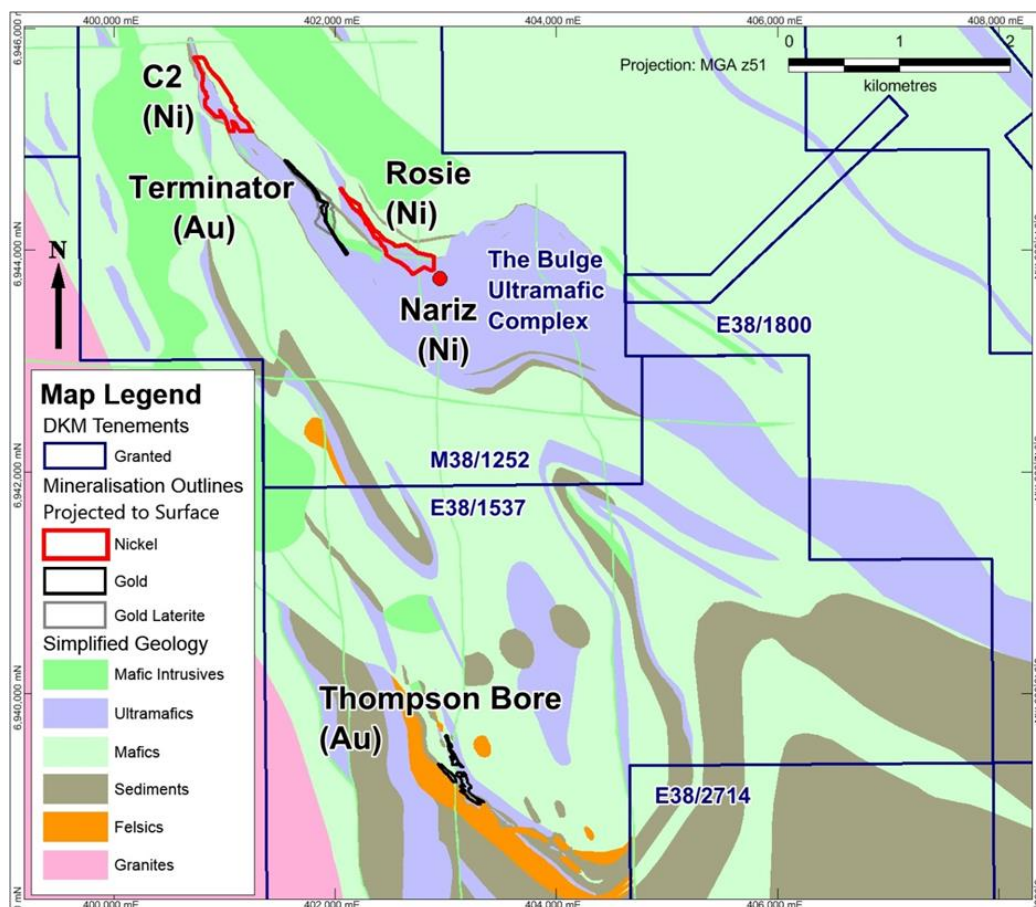 400,000 mE
402,000 mE
404,000 mE
406,000 mE
408,000 mE
6,946,000 mN
6,944,000 mN
6,942,000 mN
6,940,000 mN
0 1 2
Projection: MGA z51
kilometres
C2
(Ni)
Terminator
(Au)
Rosie
(Ni)
N
The Bulge
Ultramafic
Complex
Nariz
(Ni)
E38/1800
M38/1252
E38/1537
Thompson Bore
(Au)
E38/2714
Map Legend
DKM Tenements
Granted
Mineralisation Outlines
Projected to Surface
Nickel
Gold
Gold Laterite
Simplified Geology
Mafic Intrusives
Ultramafics
Mafics
Sediments
Felsics
Granites
400,000 mE
402,000 mE
404,000 mE
406,000 mE